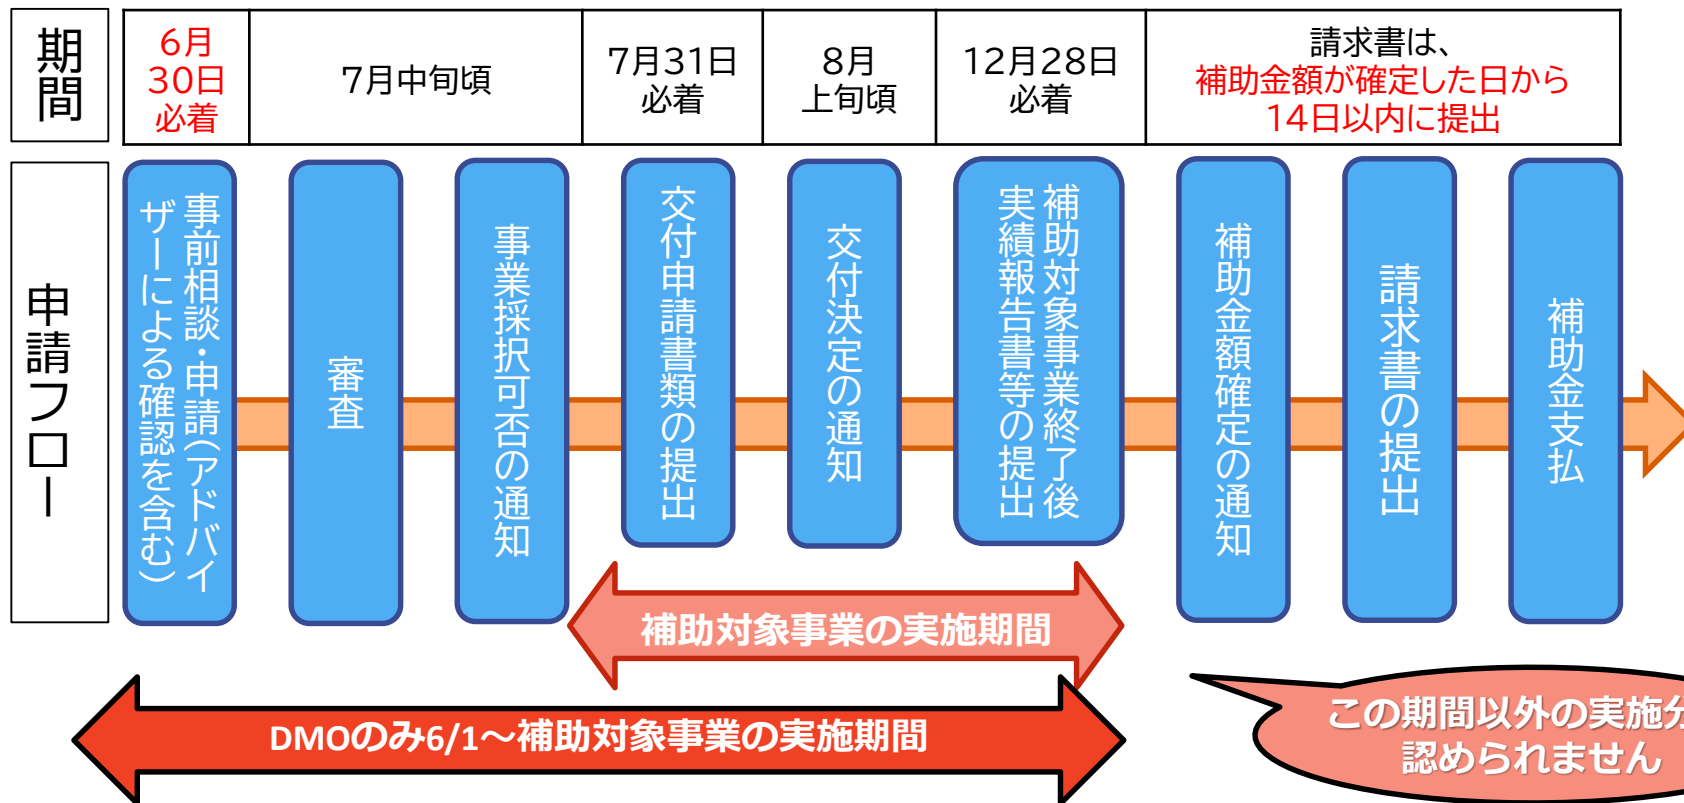 期間
6月
30日
必着
7月中旬頃
7月31日
必着
8月
上旬頃
12月28日
必着
請求書は、
補助金額が確定した日から
14日以内に提出
申請フロー
事前相談・申請(アドバイ
ザーによる確認を含む)
審査
事業採択可否の通知
交付申請書類の提出
交付決定の通知
補助対象事業終了後
実績報告書等の提出
補助金額確定の通知
請求書の提出
補助金支払
補助対象事業の実施期間
DMOのみ6/1～補助対象事業の実施期間
この期間以外の実施分
認められません